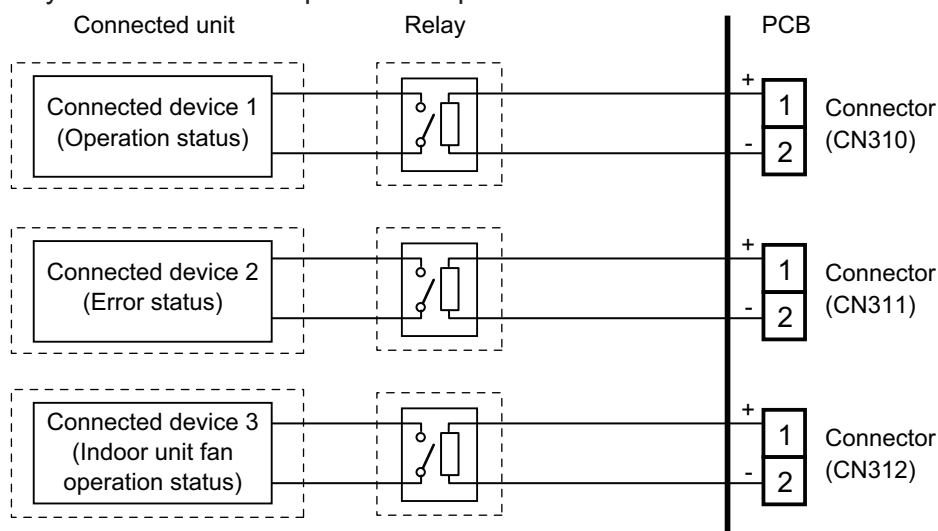 Connected unit Relay PCB
Connected device 1
(Operation status)
+
1
-
2
Connector
(CN310)
Connected device 2
(Error status)
+
1
-
2
Connector
(CN311)
Connected device 3
(Indoor unit fan
operation status)
+
1
-
2
Connector
(CN312)